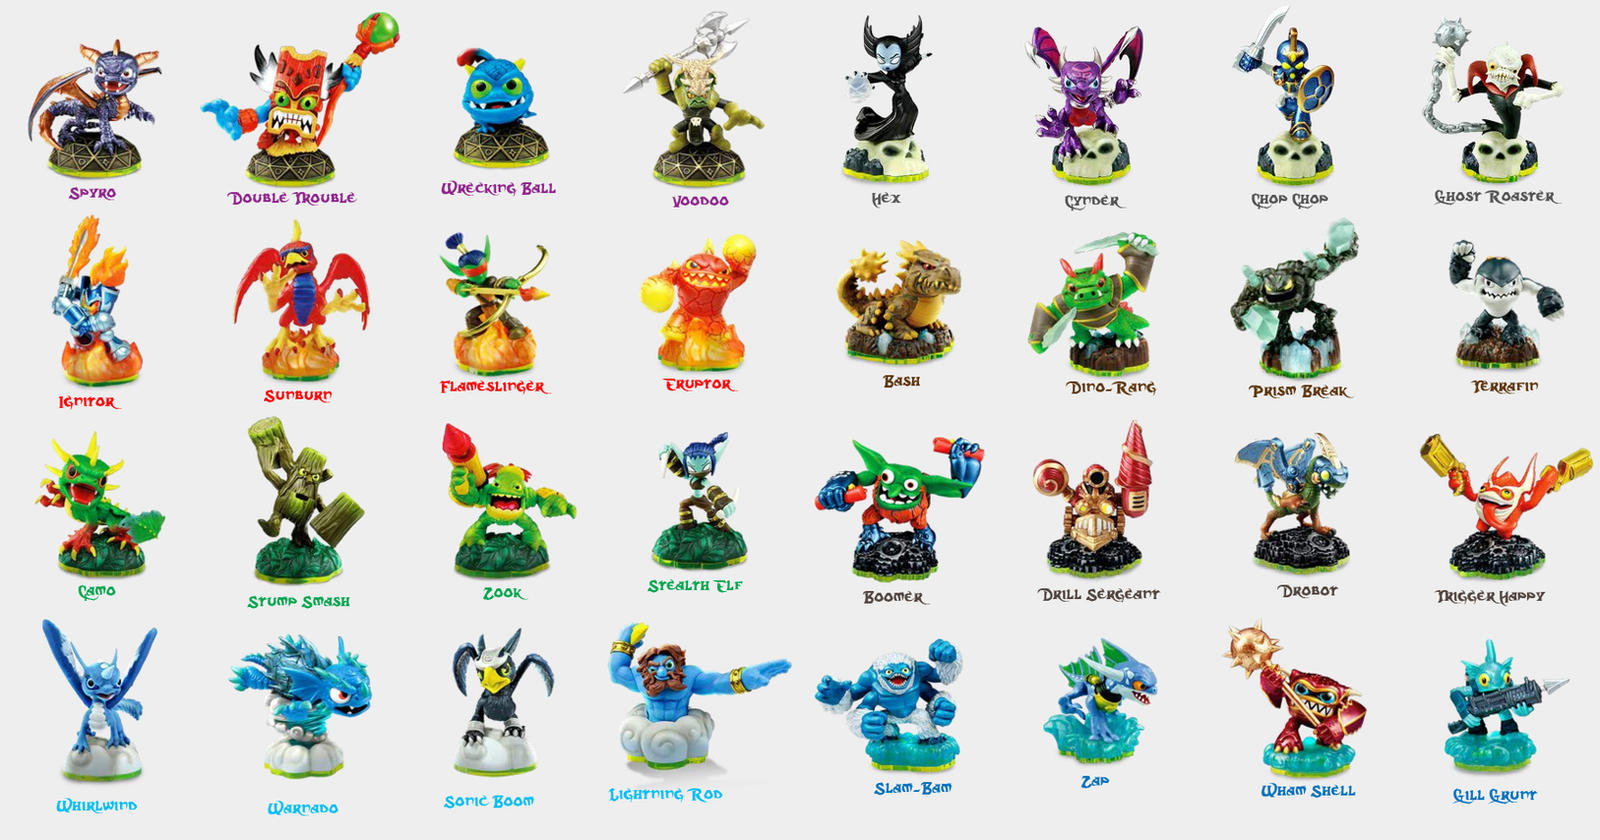 Spyro
Double Trouble
Wrecking Ball
Voodoo
Hex
Cynder
Chop Chop
Ghost Roaster
Ignitor
Sunburn
Flameslinger
Eruptor
Bash
Dino-Rang
Prism Break
Terrafin
Camo
Stump Smash
Zook
Stealth Elf
Boomer
Drill Sergeant
Drobot
Trigger Happy
Whirlwind
Warnado
Sonic Boom
Lightning Rod
Slam-Bam
Zap
Wham Shell
Gill Grunt